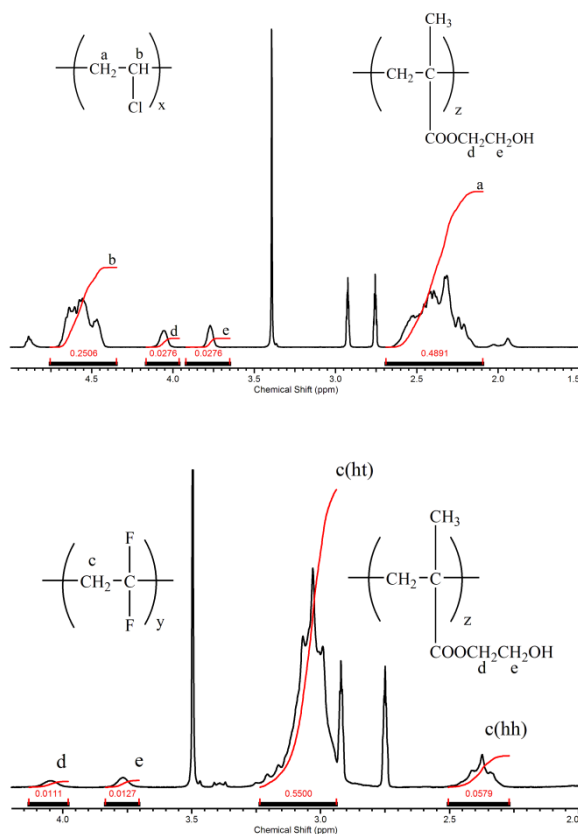 CH3
a
b
CH2
CH
Cl
x
CH2
C
z
COOCH2CH2OH
d
e
a
b
d
e
0.2506
0.0276
0.0276
0.4891
4.5
4.0
3.5
3.0
2.5
2.0
1.5
Chemical Shift (ppm)
c(ht)
CH3
F
c
CH2
C
F
y
CH2
C
z
COOCH2CH2OH
d
e
c(hh)
d
e
0.0111
0.0127
0.5500
0.0579
4.0
3.5
3.0
2.5
2.0
Chemical Shift (ppm)